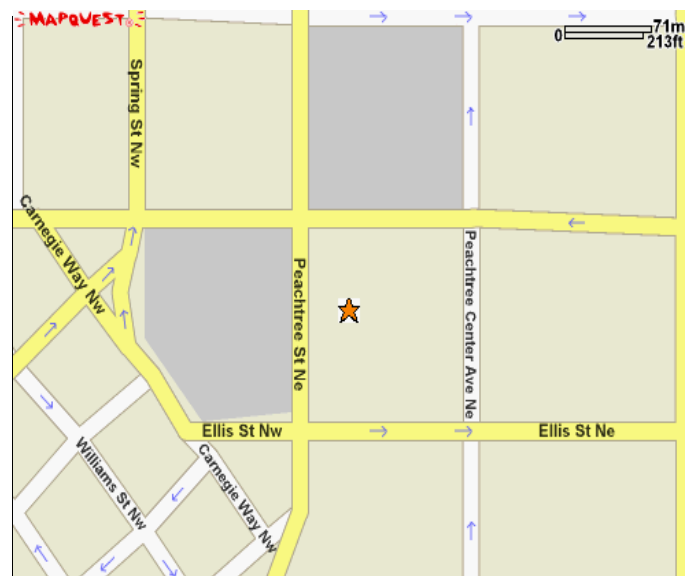 MAPQUEST
71m
0
213ft
Spring St Nw
Carnegie Way Nw
Peachtree St Ne
Peachtree Center Ave Ne
Ellis St Nw
Ellis St Ne
Williams St Nw
Carnegie Way Nw